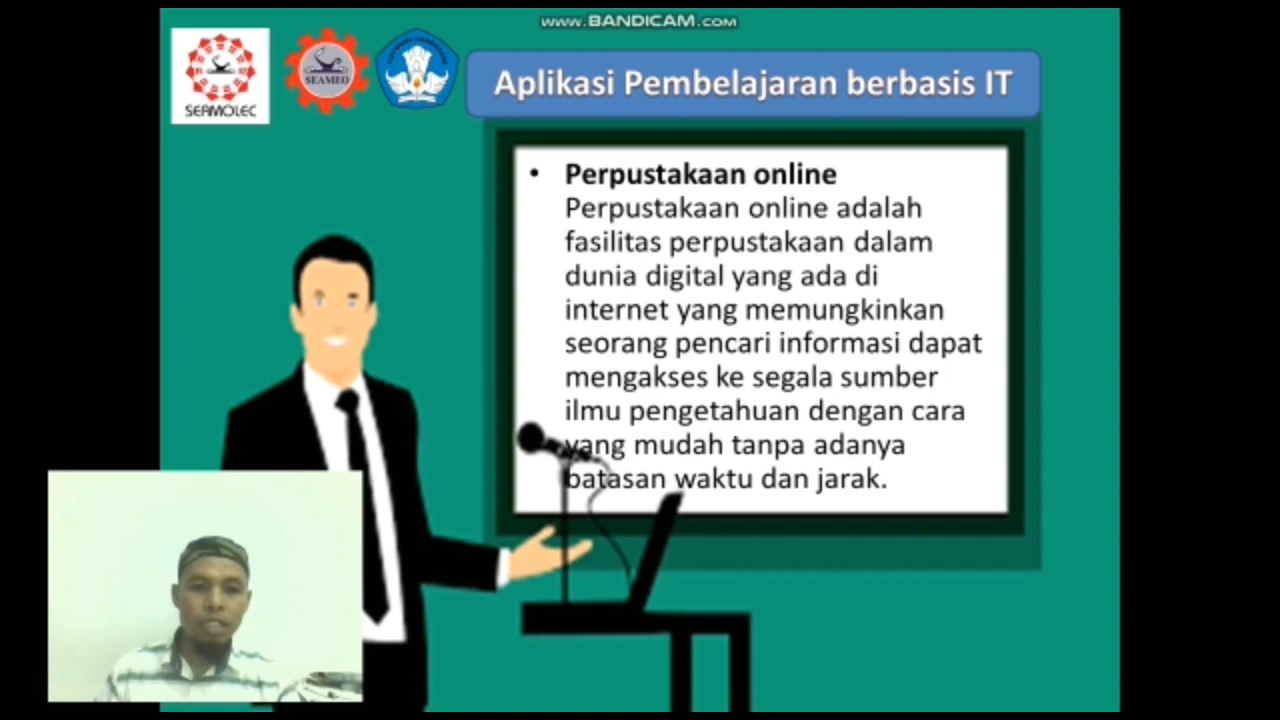 www.BANDICAM.com
SEAMOLEC
SEAMEO
Aplikasi Pembelajaran berbasis IT
• Perpustakaan online
Perpustakaan online adalah
fasilitas perpustakaan dalam
dunia digital yang ada di
internet yang memungkinkan
seorang pencari informasi dapat
mengakses ke segala sumber
ilmu pengetahuan dengan cara
yang mudah tanpa adanya
batasan waktu dan jarak.